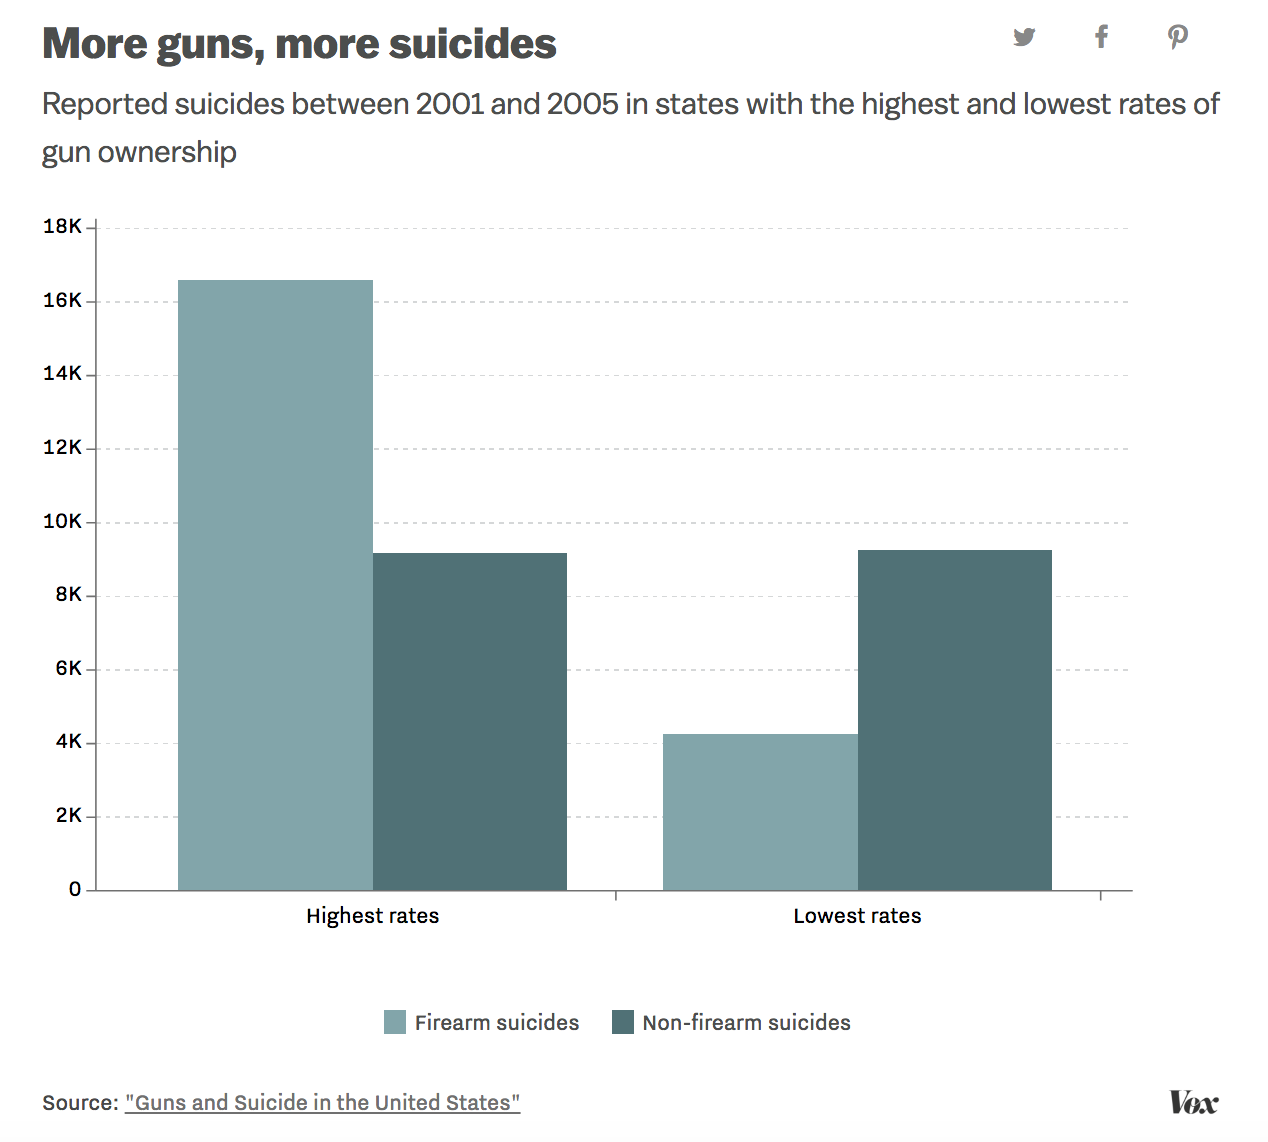 More guns, more suicides
Reported suicides between 2001 and 2005 in states with the highest and lowest rates of
gun ownership
18K
16K
14K
12K
10K
8K
6K
4K
2K
0
Highest rates
Lowest rates
Firearm suicides
Non-firearm suicides
Source: "Guns and Suicide in the United States"
Vox